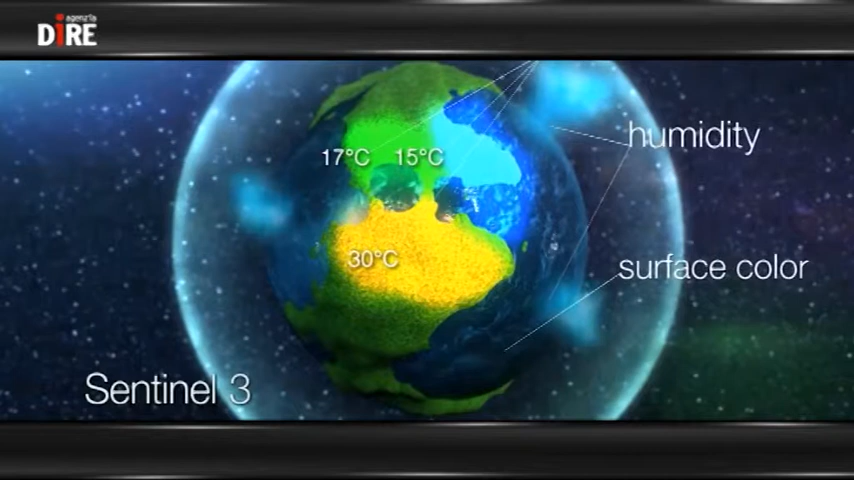 agenzia
DiRE
humidity
17°C 15°C
surface color
30°C
Sentinel 3